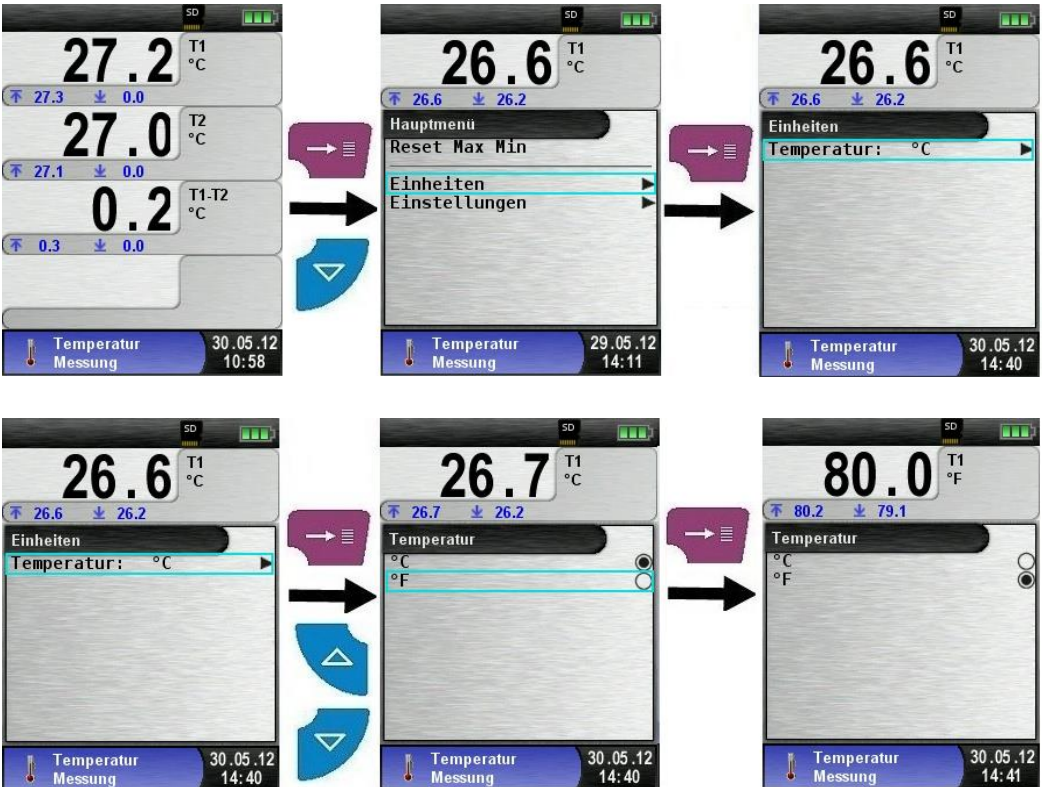 SD
27.2 T1
°C
27.3 0.0
27.0 T2
°C
27.1 0.0
0.2 T1-T2
°C
0.3 0.0
Temperatur 30.05.12
Messung 10:58
SD
26.6 T1
°C
26.6 26.2
Hauptmenü
Reset Max Min
Einheiten
Einstellungen
Temperatur 29.05.12
Messung 14:11
SD
26.6 T1
°C
26.6 26.2
Einheiten
Temperatur: °C
Temperatur 30.05.12
Messung 14:40
SD
26.6 T1
°C
26.6 26.2
Einheiten
Temperatur: °C
Temperatur 30.05.12
Messung 14:40
SD
26.7 T1
°C
26.7 26.2
Temperatur
°C
°F
Temperatur 30.05.12
Messung 14:40
SD
80.0 T1
°F
80.2 79.1
Temperatur
°C
°F
Temperatur 30.05.12
Messung 14:41